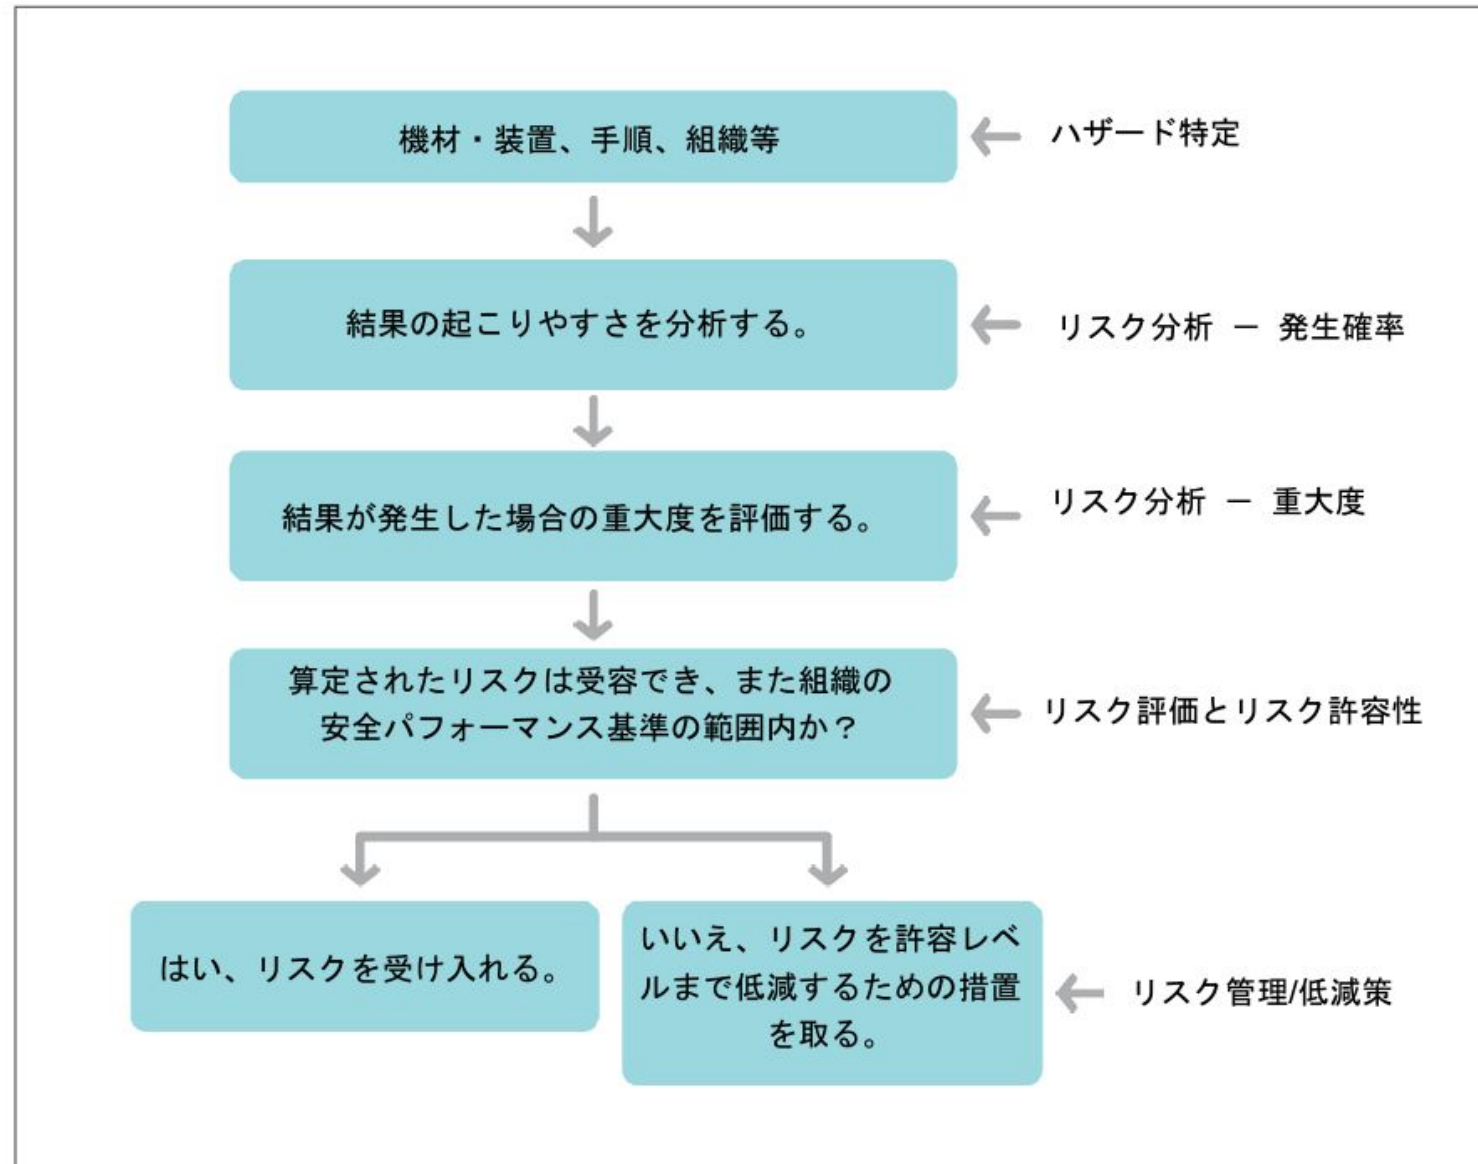 機材・装置、手順、組織等
ハザード特定
結果の起こりやすさを分析する。
リスク分析 － 発生確率
結果が発生した場合の重大度を評価する。
リスク分析 － 重大度
算定されたリスクは受容でき、また組織の
安全パフォーマンス基準の範囲内か？
リスク評価とリスク許容性
はい、リスクを受け入れる。
いいえ、リスクを許容レベ
ルまで低減するための措置
を取る。
リスク管理/低減策